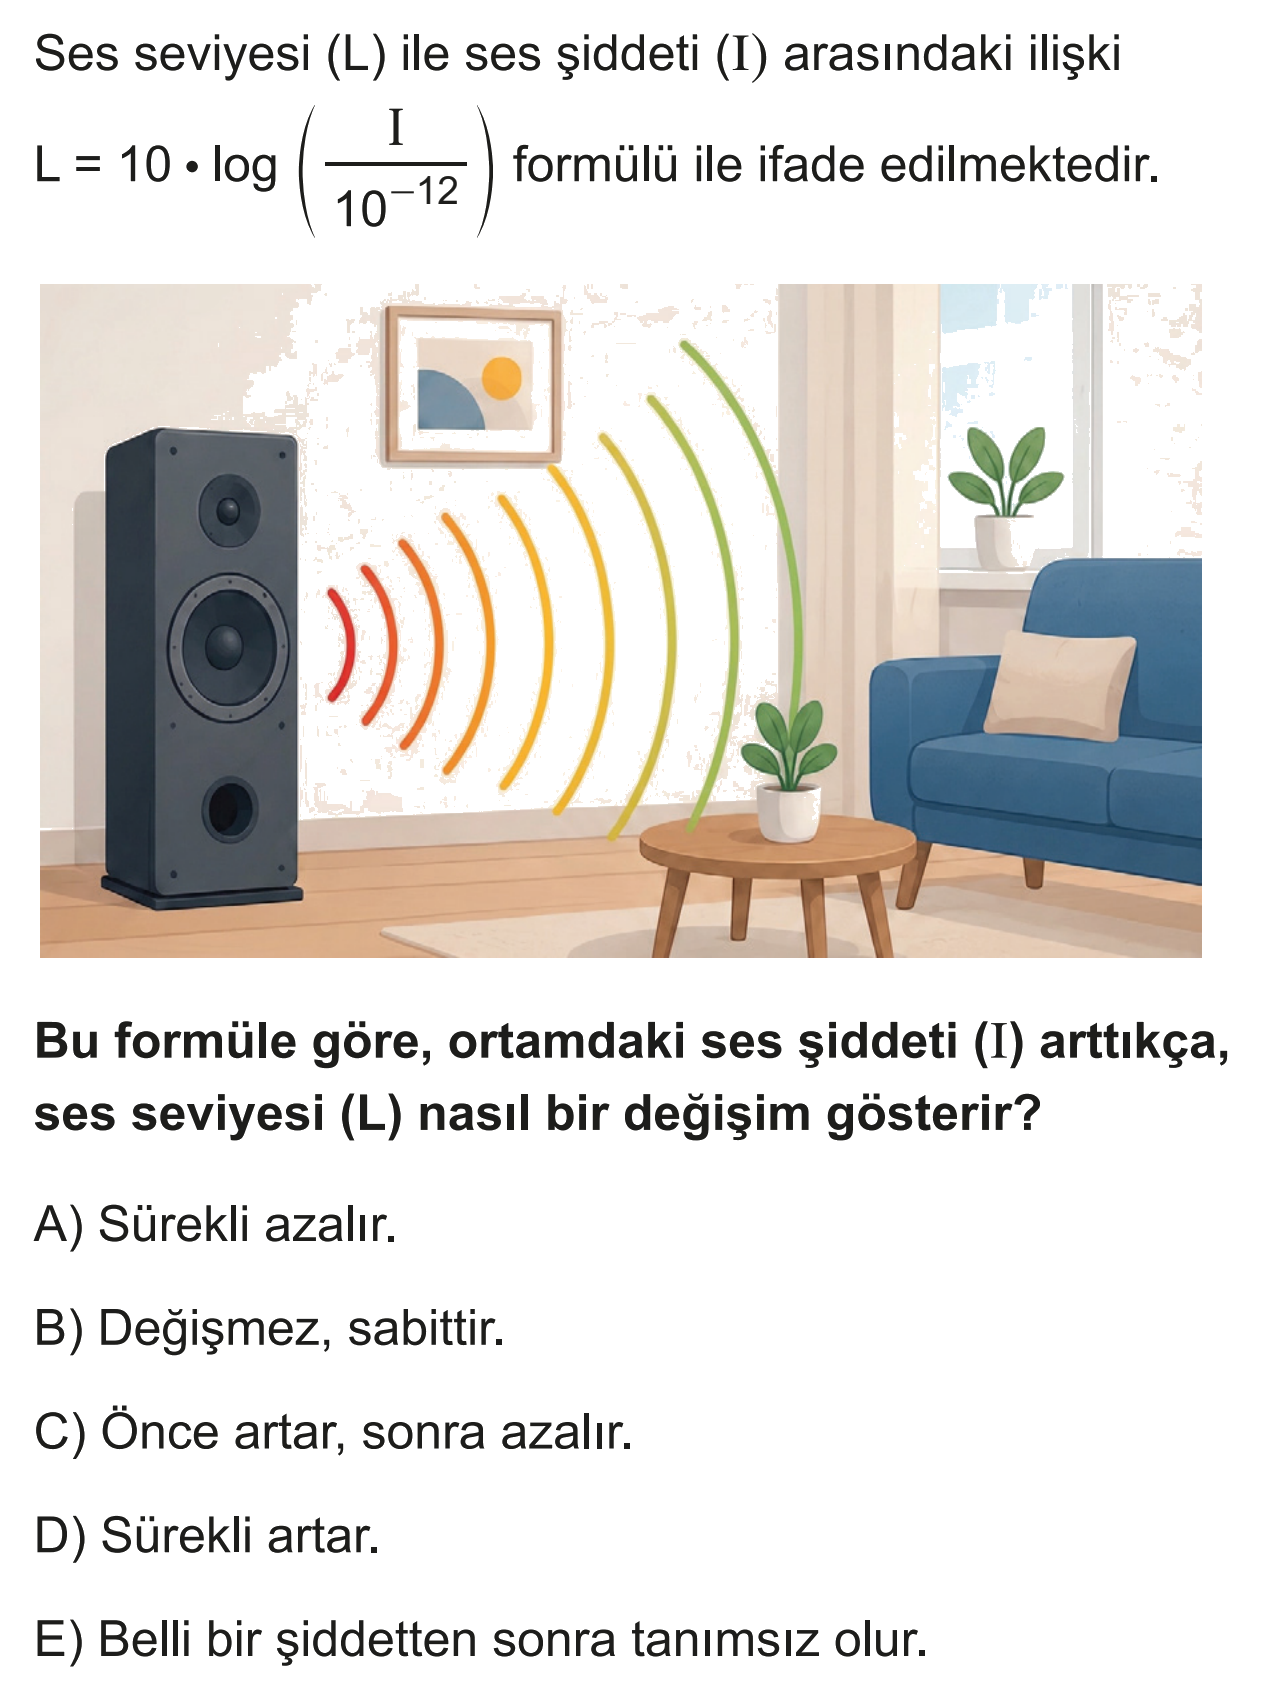 Ses seviyesi (L) ile ses şiddeti (I) arasındaki ilişki
L = 10 • log ( I / 10⁻¹² ) formülü ile ifade edilmektedir.
Bu formüle göre, ortamdaki ses şiddeti (I) arttıkça,
ses seviyesi (L) nasıl bir değişim gösterir?
A) Sürekli azalır.
B) Değişmez, sabittir.
C) Önce artar, sonra azalır.
D) Sürekli artar.
E) Belli bir şiddetten sonra tanımsız olur.